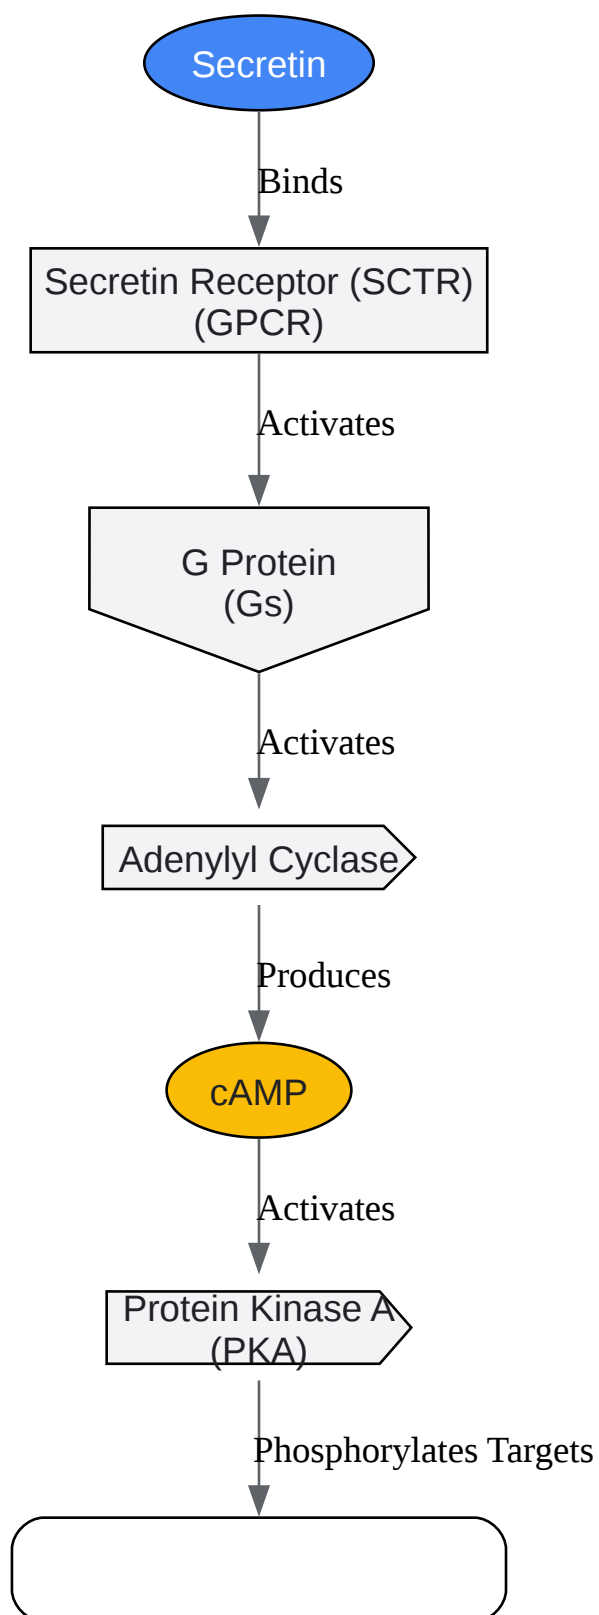 Secretin
Binds
Secretin Receptor (SCTR)
(GPCR)
Activates
G Protein
(Gs)
Activates
Adenylyl Cyclase
Produces
cAMP
Activates
Protein Kinase A
(PKA)
Phosphorylates Targets